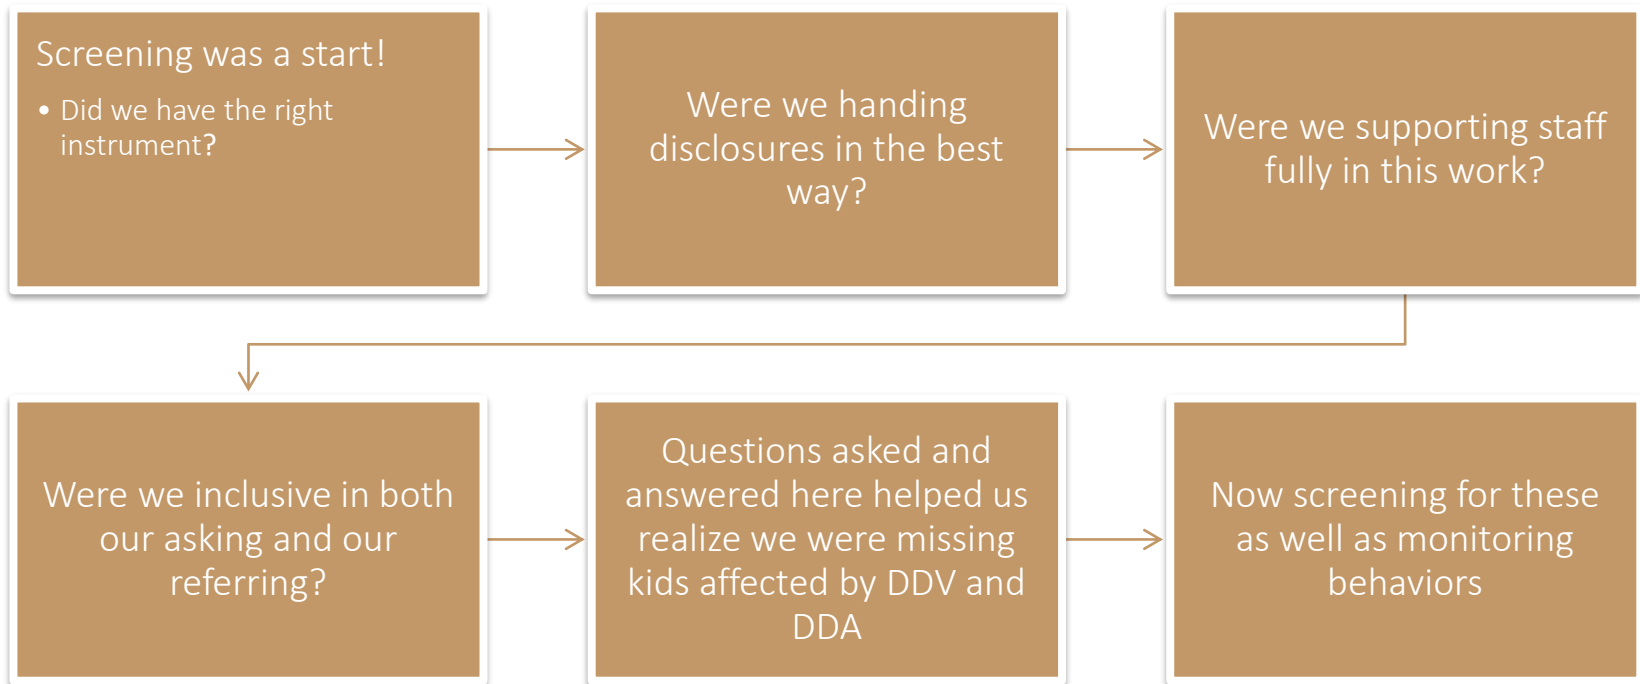 Screening was a start!
• Did we have the right
instrument?
Were we handing
disclosures in the best
way?
Were we supporting staff
fully in this work?
Were we inclusive in both
our asking and our
referring?
Questions asked and
answered here helped us
realize we were missing
kids affected by DDV and
DDA
Now screening for these
as well as monitoring
behaviors